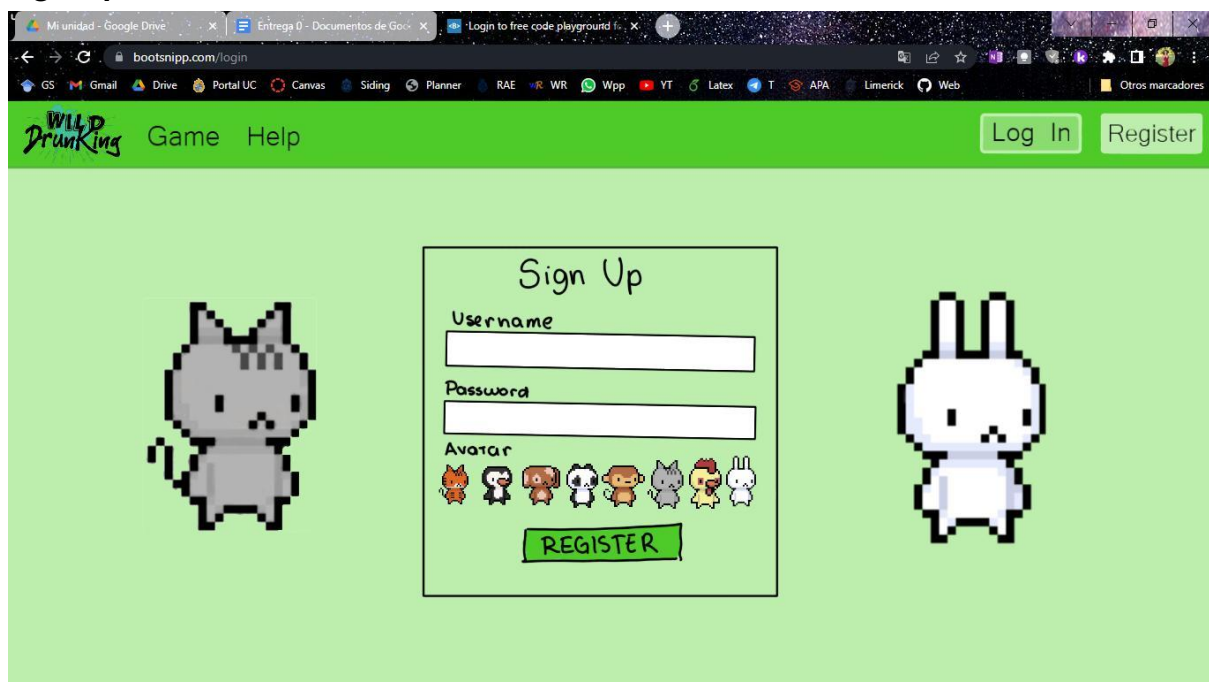 Mi unidad - Google Drive
Entrega 0 - Documentos de Goo
Login to free code playground f
bootsnipp.com/login
GS Gmail Drive Portal UC Canvas Siding Planner RAE WR WR Wpp YT Latex T APA Limerick Web Otros marcadores
WILD
DrunKing
Game Help Log In Register
Sign Up
Username
Password
Avatar
REGISTER